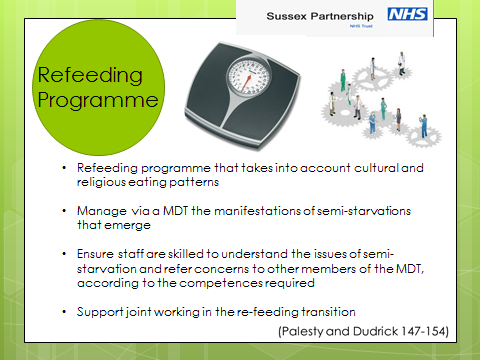 Sussex Partnership NHS
NHS Trust
Refeeding
Programme
• Refeeding programme that takes into account cultural and
religious eating patterns
• Manage via a MDT the manifestations of semi-starvations
that emerge
• Ensure staff are skilled to understand the issues of semi-
starvation and refer concerns to other members of the MDT,
according to the competences required
• Support joint working in the re-feeding transition
(Palesty and Dudrick 147-154)